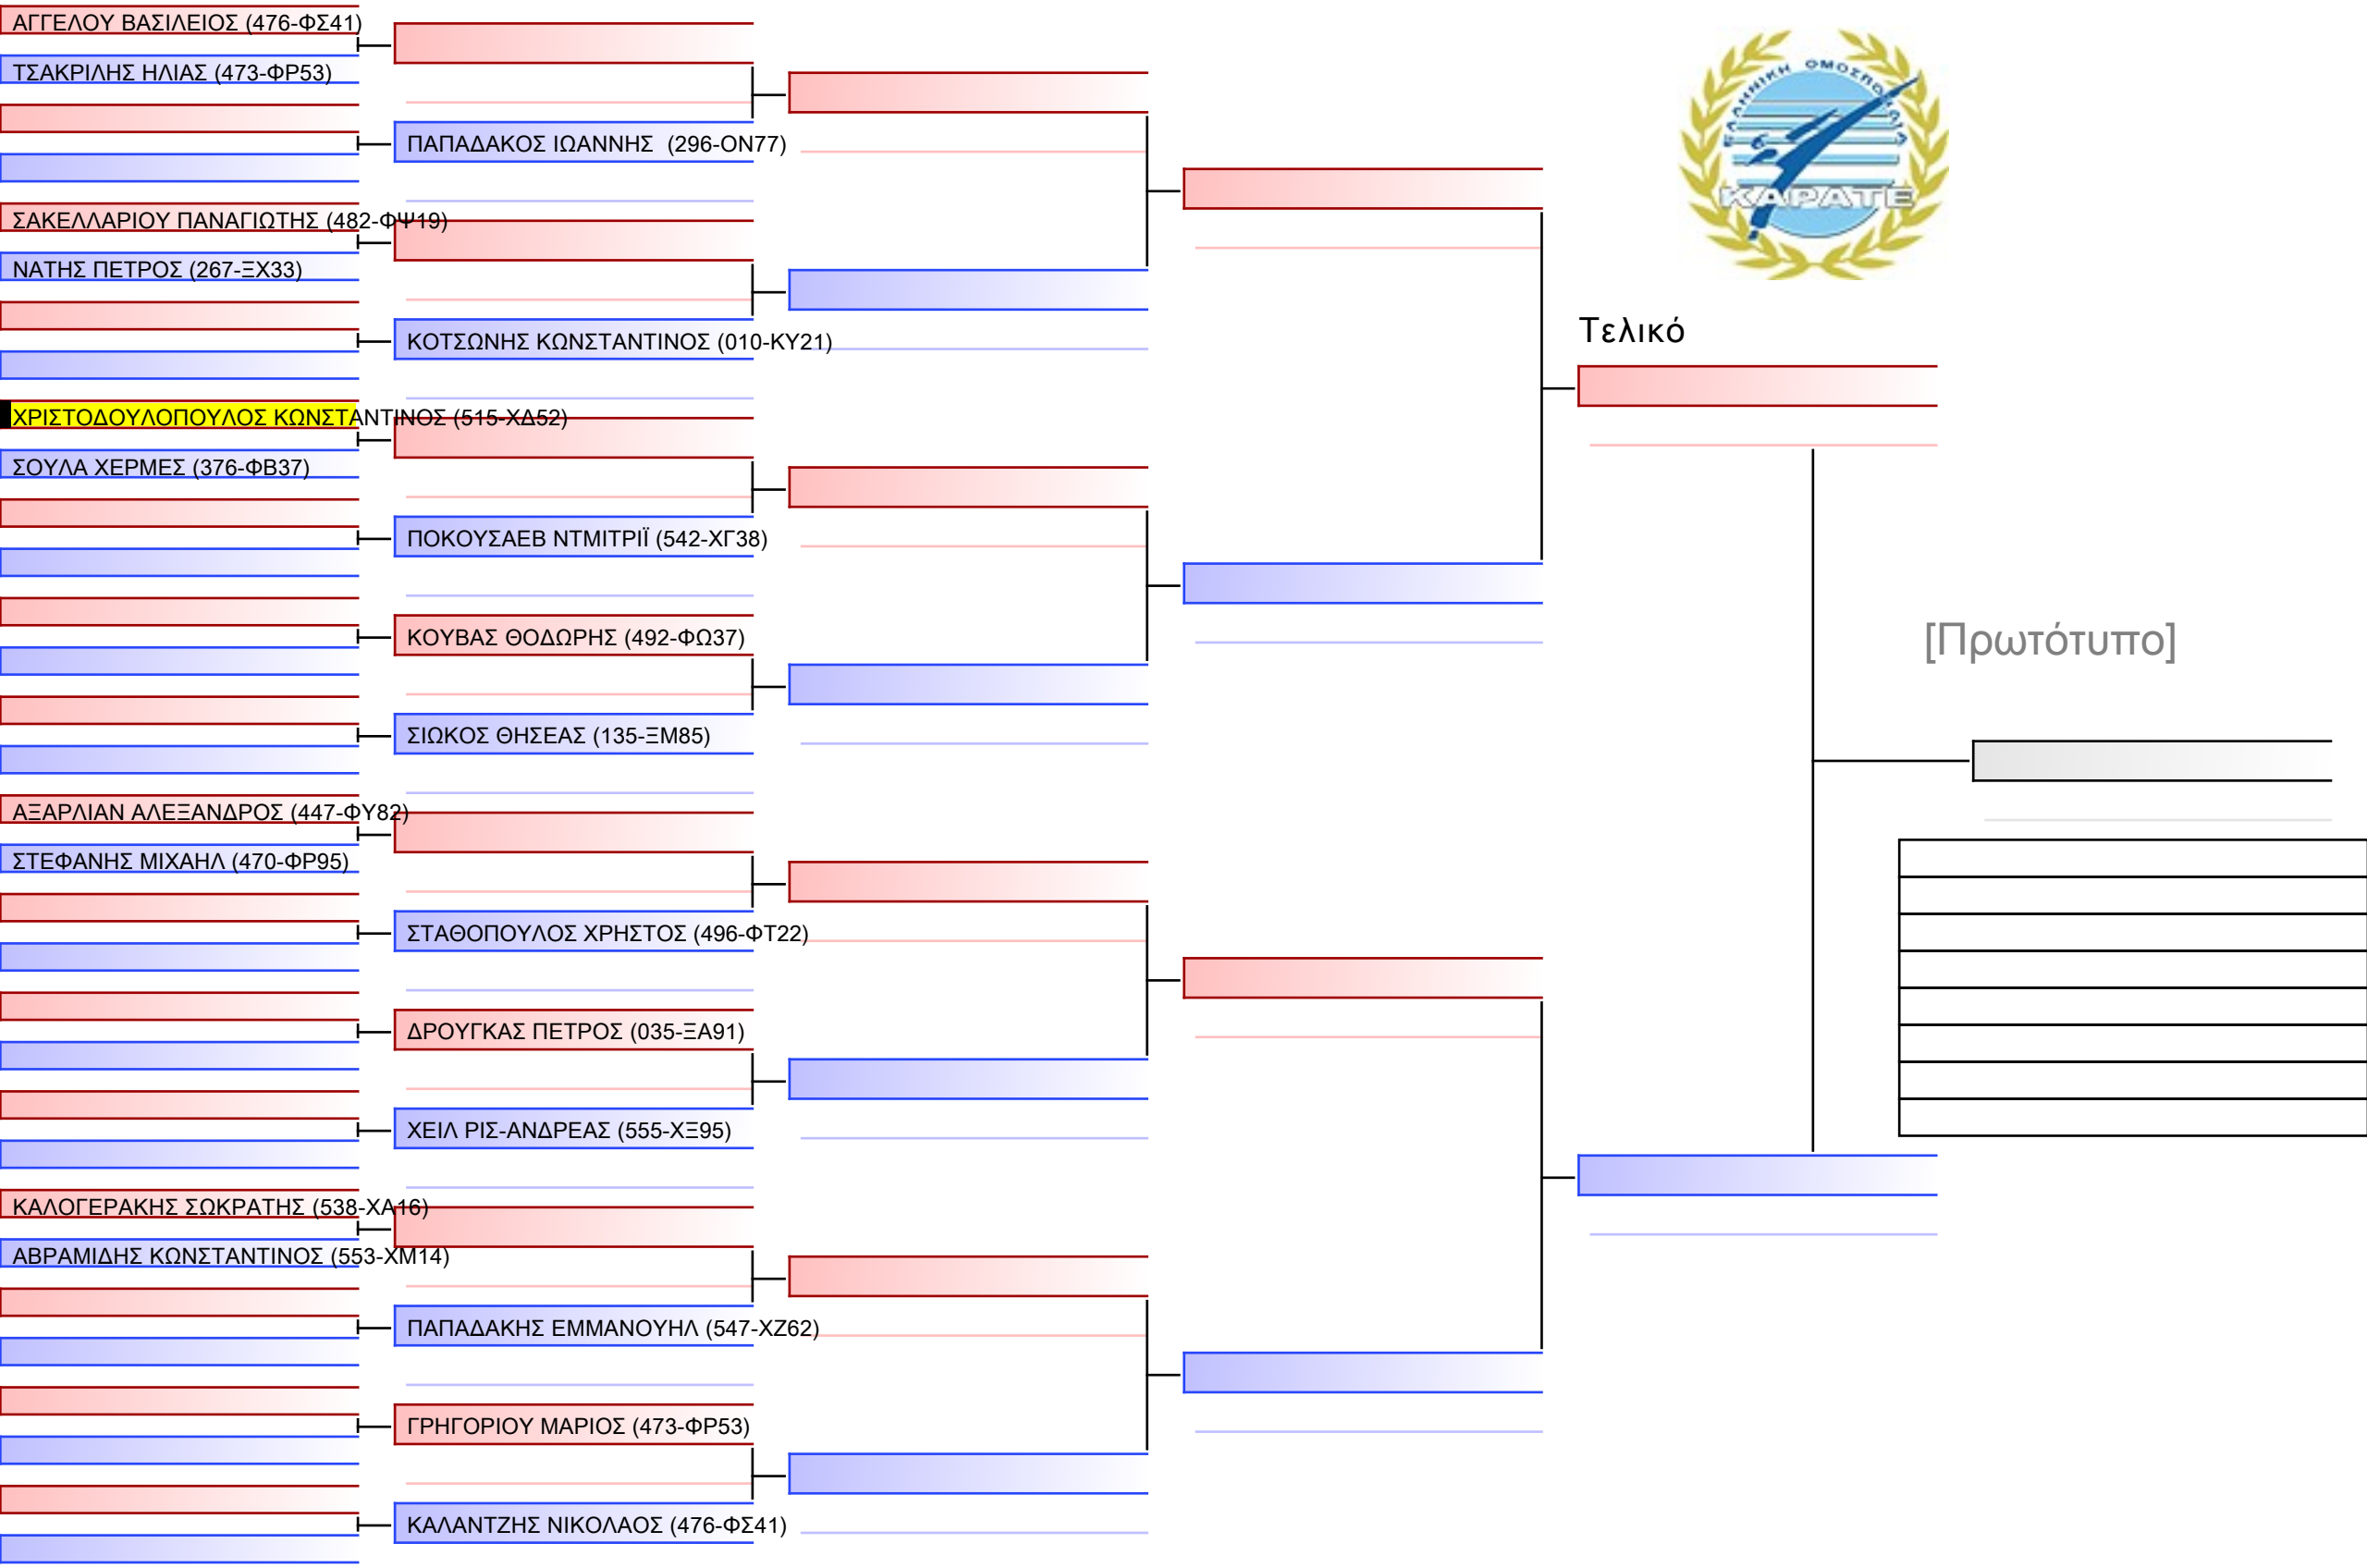 ΑΓΓΕΛΟΥ ΒΑΣΙΛΕΙΟΣ (476-ΦΣ41)
ΤΣΑΚΡΙΛΗΣ ΗΛΙΑΣ (473-ΦΡ53)
ΠΑΠΑΔΑΚΟΣ ΙΩΑΝΝΗΣ (296-ΟΝ77)
ΣΑΚΕΛΛΑΡΙΟΥ ΠΑΝΑΓΙΩΤΗΣ (482-ΦΨ19)
ΝΑΤΗΣ ΠΕΤΡΟΣ (267-ΞΧ33)
ΚΟΤΣΩΝΗΣ ΚΩΝΣΤΑΝΤΙΝΟΣ (010-ΚΥ21)
ΧΡΙΣΤΟΔΟΥΛΟΠΟΥΛΟΣ ΚΩΝΣΤΑΝΤΙΝΟΣ (515-ΧΔ52)
ΣΟΥΛΑ ΧΕΡΜΕΣ (376-ΦΒ37)
ΠΟΚΟΥΣΑΕΒ ΝΤΜΙΤΡΙΪ (542-ΧΓ38)
ΚΟΥΒΑΣ ΘΟΔΩΡΗΣ (492-ΦΩ37)
ΣΙΩΚΟΣ ΘΗΣΕΑΣ (135-ΞΜ85)
ΑΞΑΡΛΙΑΝ ΑΛΕΞΑΝΔΡΟΣ (447-ΦΥ82)
ΣΤΕΦΑΝΗΣ ΜΙΧΑΗΛ (470-ΦΡ95)
ΣΤΑΘΟΠΟΥΛΟΣ ΧΡΗΣΤΟΣ (496-ΦΤ22)
ΔΡΟΥΓΚΑΣ ΠΕΤΡΟΣ (035-ΞΑ91)
ΧΕΙΛ ΡΙΣ-ΑΝΔΡΕΑΣ (555-ΧΞ95)
ΚΑΛΟΓΕΡΑΚΗΣ ΣΩΚΡΑΤΗΣ (538-ΧΑ16)
ΑΒΡΑΜΙΔΗΣ ΚΩΝΣΤΑΝΤΙΝΟΣ (553-ΧΜ14)
ΠΑΠΑΔΑΚΗΣ ΕΜΜΑΝΟΥΗΛ (547-ΧΖ62)
ΓΡΗΓΟΡΙΟΥ ΜΑΡΙΟΣ (473-ΦΡ53)
ΚΑΛΑΝΤΖΗΣ ΝΙΚΟΛΑΟΣ (476-ΦΣ41)
ΕΛΛΗΝΙΚΗ ΟΜΟΣΠΟΝΔΙΑ
ΚΑΡΑΤΕ
Τελικό
[Πρωτότυπο]